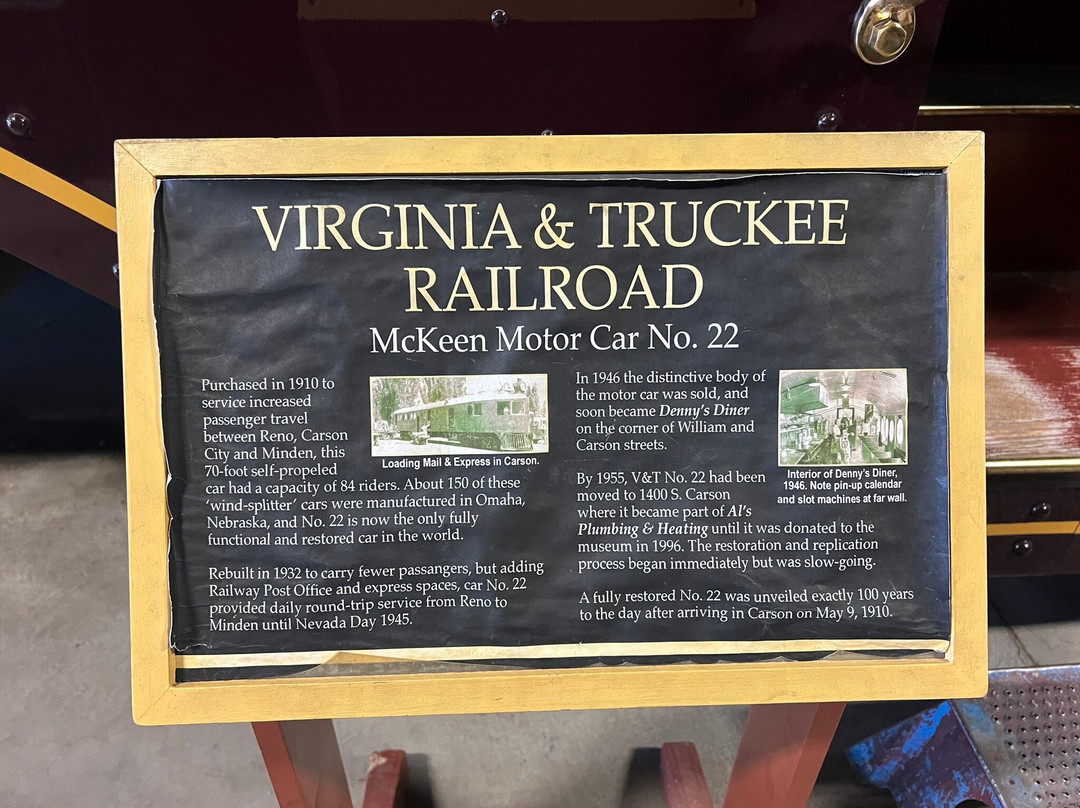 VIRGINIA & TRUCKEE
RAILROAD
McKeen Motor Car No. 22
Purchased in 1910 to
service increased
passenger travel
between Reno, Carson
City and Minden, this
70-foot self-propeled
car had a capacity of 84 riders. About 150 of these
‘wind-splitter’ cars were manufactured in Omaha,
Nebraska, and No. 22 is now the only fully
functional and restored car in the world.
Loading Mail & Express in Carson.
Rebuilt in 1932 to carry fewer passangers, but adding
Railway Post Office and express spaces, car No. 22
provided daily round-trip service from Reno to
Minden until Nevada Day 1945.
In 1946 the distinctive body of
the motor car was sold, and
soon became Denny's Diner
on the corner of William and
Carson streets.
Interior of Denny's Diner,
1946. Note pin-up calendar
and slot machines at far wall.
By 1955, V&T No. 22 had been
moved to 1400 S. Carson
where it became part of Al's
Plumbing & Heating until it was donated to the
museum in 1996. The restoration and replication
process began immediately but was slow-going.
A fully restored No. 22 was unveiled exactly 100 years
to the day after arriving in Carson on May 9, 1910.